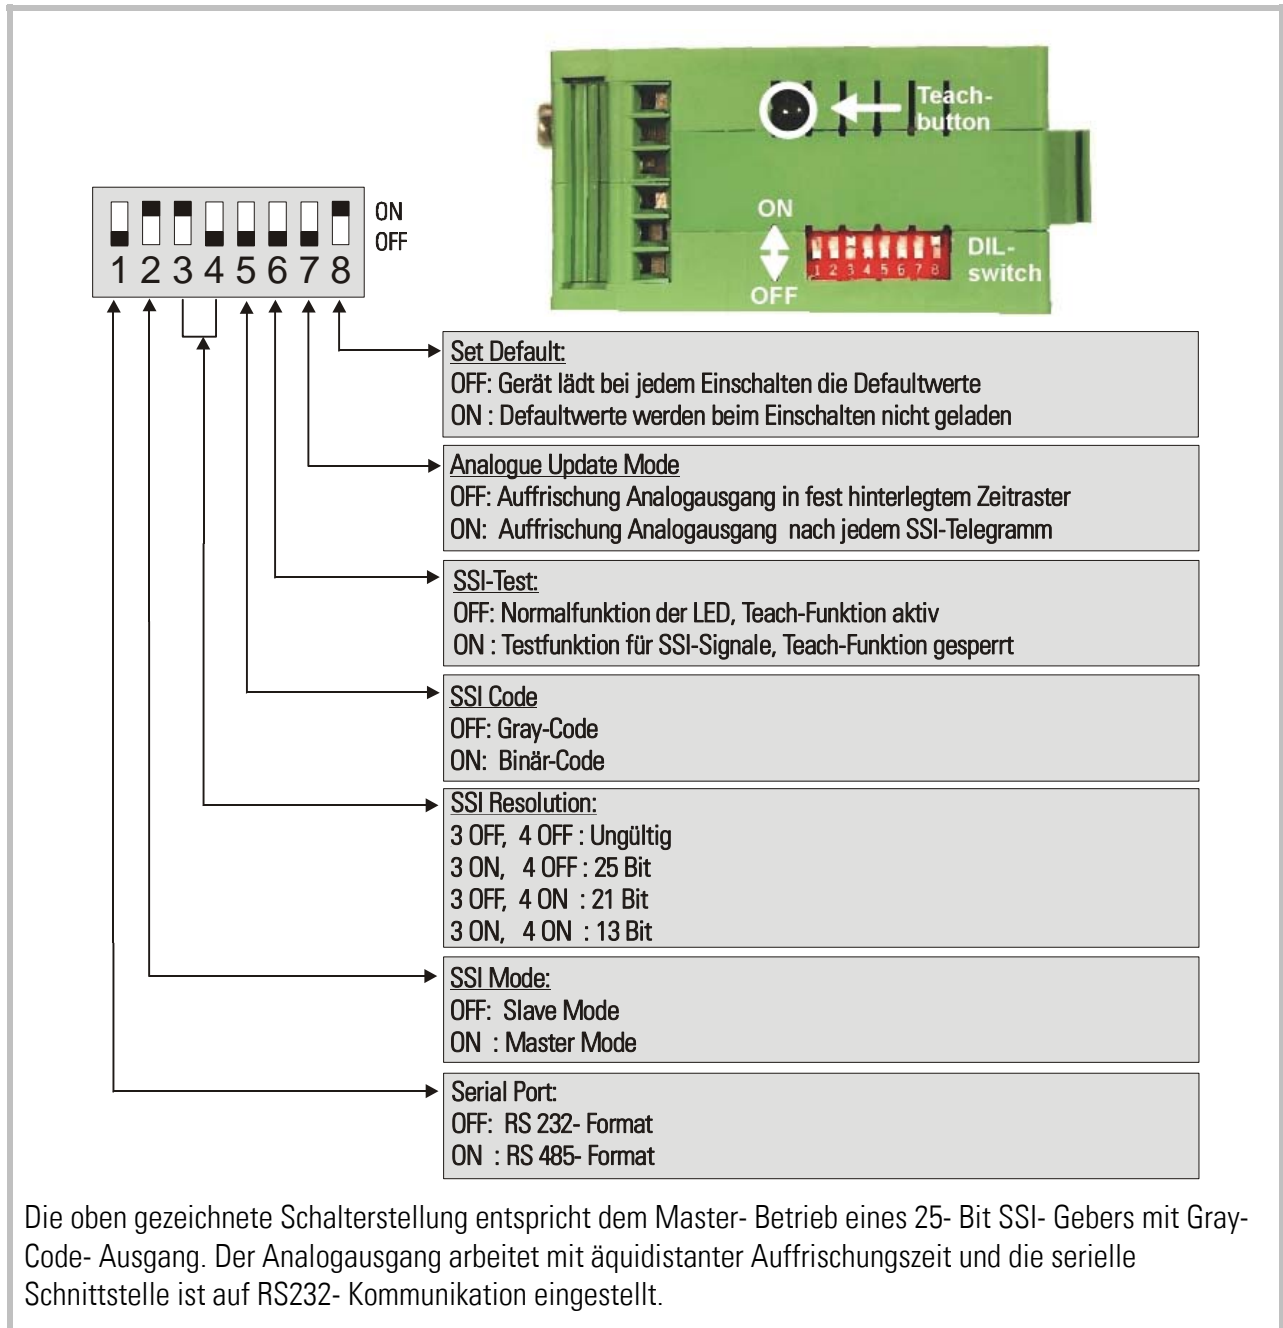 Teach-
button
ON
OFF
DIL-
switch
1 2 3 4 5 6 7 8
ON
OFF
1 2 3 4 5 6 7 8
Set Default:
OFF: Gerät lädt bei jedem Einschalten die Defaultwerte
ON : Defaultwerte werden beim Einschalten nicht geladen
Analogue Update Mode
OFF: Auffrischung Analogausgang in fest hinterlegtem Zeitraster
ON: Auffrischung Analogausgang nach jedem SSI-Telegramm
SSI-Test:
OFF: Normalfunktion der LED, Teach-Funktion aktiv
ON : Testfunktion für SSI-Signale, Teach-Funktion gesperrt
SSI Code
OFF: Gray-Code
ON: Binär-Code
SSI Resolution:
3 OFF, 4 OFF : Ungültig
3 ON, 4 OFF : 25 Bit
3 OFF, 4 ON : 21 Bit
3 ON, 4 ON : 13 Bit
SSI Mode:
OFF: Slave Mode
ON : Master Mode
Serial Port:
OFF: RS 232- Format
ON : RS 485- Format
Die oben gezeichnete Schalterstellung entspricht dem Master- Betrieb eines 25- Bit SSI- Gebers mit Gray-
Code- Ausgang. Der Analogausgang arbeitet mit äquidistanter Auffrischungszeit und die serielle
Schnittstelle ist auf RS232- Kommunikation eingestellt.